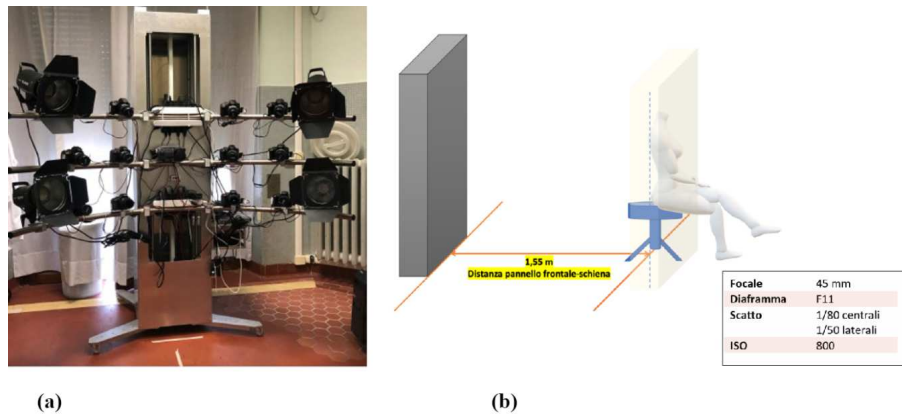 1,55 m
Distanza pannello frontale-schiena
Focale 45 mm
Diaframma F11
Scatto 1/80 centrali
1/50 laterali
ISO 800
(a)
(b)